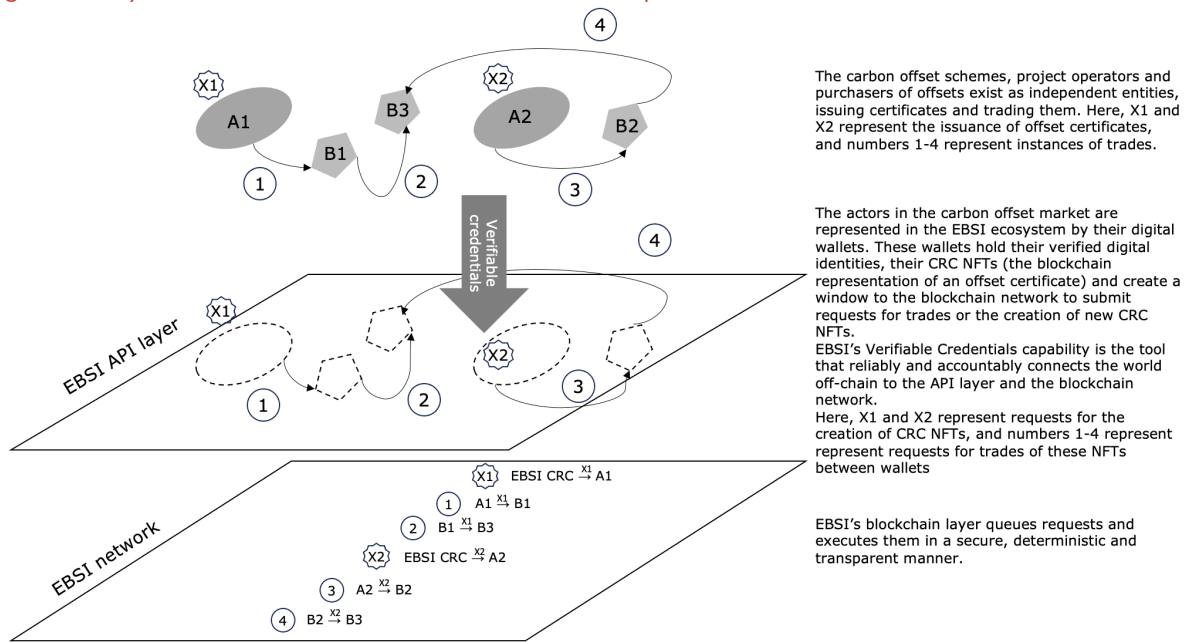 4
X1
X2
A1
B3
A2
B2
B1
1
2
3
The carbon offset schemes, project operators and
purchasers of offsets exist as independent entities,
issuing certificates and trading them. Here, X1 and
X2 represent the issuance of offset certificates,
and numbers 1-4 represent instances of trades.
Verifiable
credentials
4
X1
X2
EBSI API layer
1
2
3
The actors in the carbon offset market are
represented in the EBSI ecosystem by their digital
wallets. These wallets hold their verified digital
identities, their CRC NFTs (the blockchain
representation of an offset certificate) and create a
window to the blockchain network to submit
requests for trades or the creation of new CRC
NFTs.
EBSI's Verifiable Credentials capability is the tool
that reliably and accountably connects the world
off-chain to the API layer and the blockchain
network.
Here, X1 and X2 represent requests for the
creation of CRC NFTs, and numbers 1-4 represent
represent requests for trades of these NFTs
between wallets
EBSI network
X1 EBSI CRC X1→ A1
1 A1 X1→ B1
2 B1 X1→ B3
X2 EBSI CRC X2→ A2
3 A2 X2→ B2
4 B2 X2→ B3
EBSI's blockchain layer queues requests and
executes them in a secure, deterministic and
transparent manner.